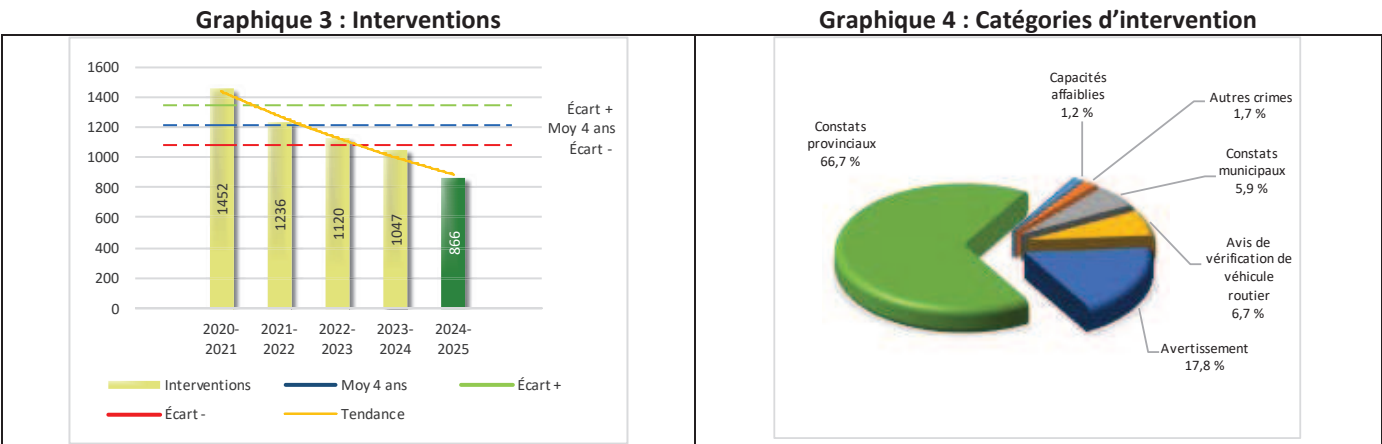 Graphique 3 : Interventions
Graphique 4 : Catégories d’intervention
1600
1400
1200
1000
800
600
400
200
0
1452
1236
1120
1047
866
Écart +
Moy 4 ans
Écart -
2020-
2021
2021-
2022
2022-
2023
2023-
2024
2024-
2025
Interventions
Moy 4 ans
Écart +
Écart -
Tendance
Constats
provinciaux
66,7 %
Capacités
affaiblies
1,2 %
Autres crimes
1,7 %
Constats
municipaux
5,9 %
Avis de
vérification de
véhicule
routier
6,7 %
Avertissement
17,8 %